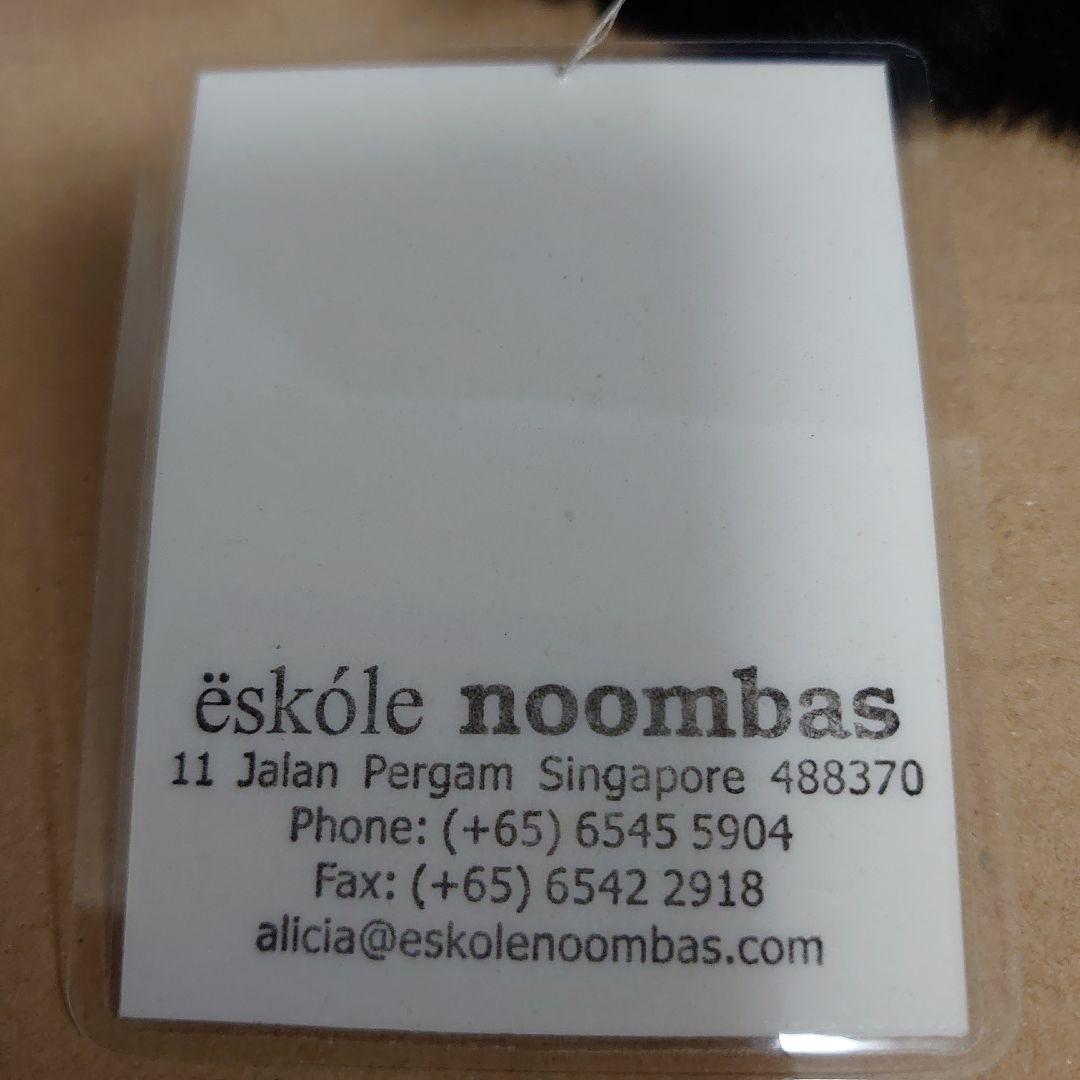 ëskóle noombas
11 Jalan Pergam Singapore 488370
Phone: (+65) 6545 5904
Fax: (+65) 6542 2918
alicia@eskolenoombas.com